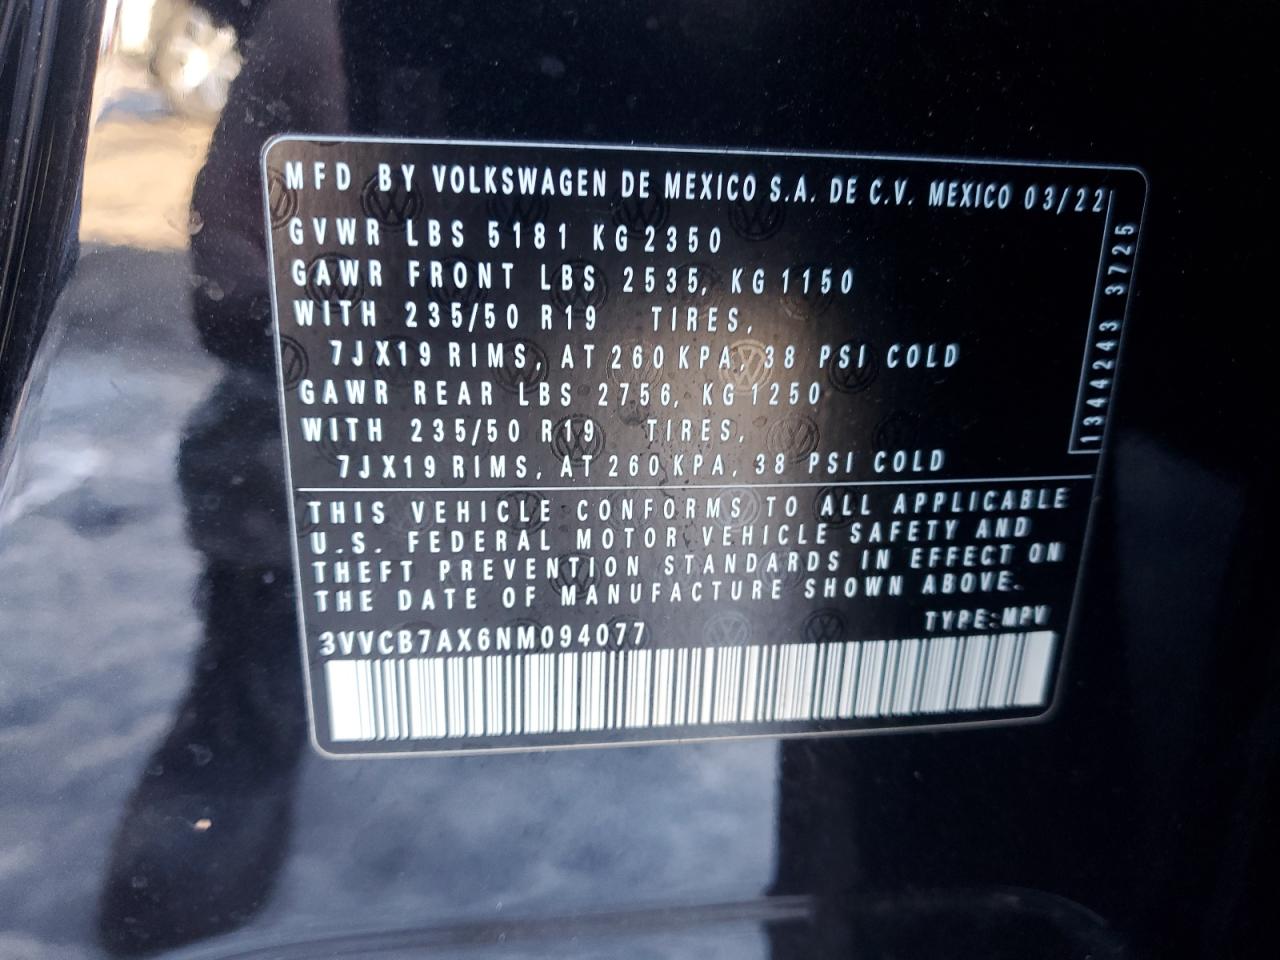 MFD BY VOLKSWAGEN DE MEXICO S.A. DE C.V. MEXICO 03/22
GVWR LBS 5181 KG 2350
GAWR FRONT LBS 2535, KG 1150
WITH 235/50 R19 TIRES,
7JX19 RIMS, AT 260 KPA, 38 PSI COLD
GAWR REAR LBS 2756, KG 1250
WITH 235/50 R19 TIRES,
7JX19 RIMS, AT 260 KPA, 38 PSI COLD
1344243 3725
THIS VEHICLE CONFORMS TO ALL APPLICABLE
U.S. FEDERAL MOTOR VEHICLE SAFETY AND
THEFT PREVENTION STANDARDS IN EFFECT ON
THE DATE OF MANUFACTURE SHOWN ABOVE.
TYPE:MPV
3VVCB7AX6NM094077